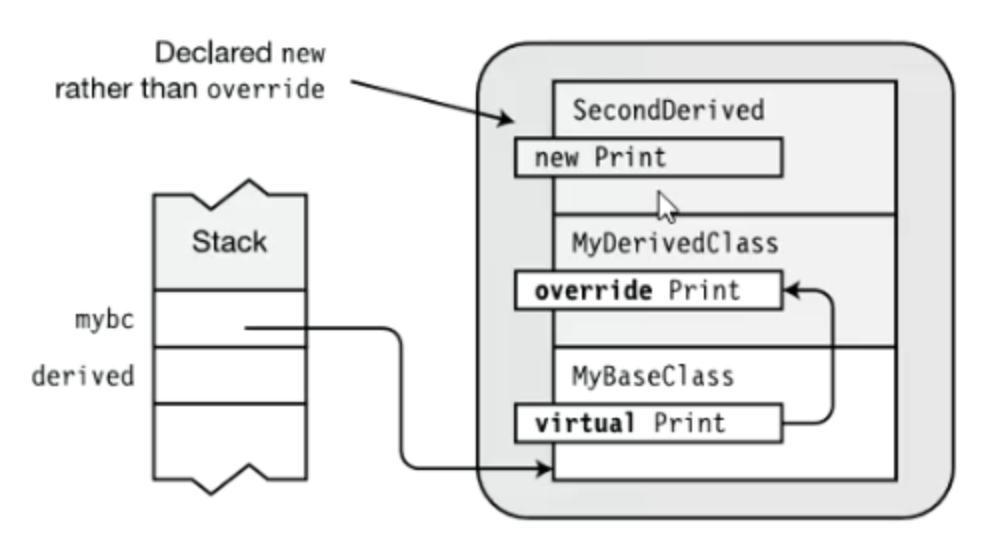 Declared new
rather than override
SecondDerived
new Print
Stack
MyDerivedClass
override Print
mybc
derived
MyBaseClass
virtual Print